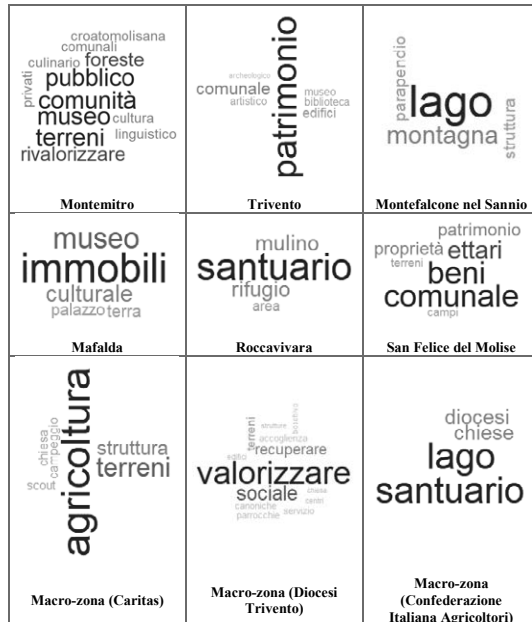 croatomolisana
comunali
culinario foreste
privati
pubblico
comunità
museo cultura
terreni linguistico
rivalorizzare
Montemitro
archeologico
comunale
artistico
patrimonio
museo
biblioteca
edifici
Trivento
parapendio
lago
montagna
struttura
Montefalcone nel Sannio
museo
immobili
culturale
palazzo terra
Mafalda
mulino
santuario
rifugio
area
Roccavivara
patrimonio
proprietà ettari
terreni
beni
comunale
campi
San Felice del Molise
chiesa
campeggio
scout
agricoltura
struttura
terreni
Macro-zona (Caritas)
strutture
terreni
accoglienza
edifici
recuperare
valorizzare
sociale
chiesa
centri
canoniche
servizio
parrocchie
Macro-zona (Diocesi
Trivento)
diocesi
chiese
lago
santuario
Macro-zona
(Confederazione
Italiana Agricoltori)